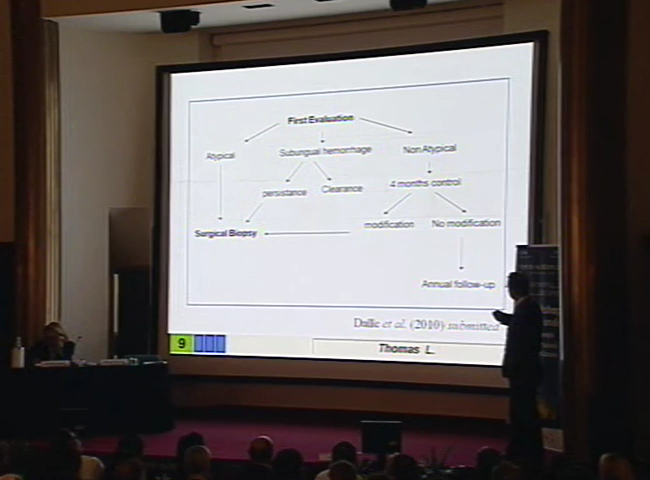 First Evaluation
Atypical
Subungual hemorrhage
Non Atypical
persistance
Clearance
4 months control
Surgical Biopsy
modification
No modification
Annual follow-up
Dalle et al. (2010) submitted
9
Thomas L.